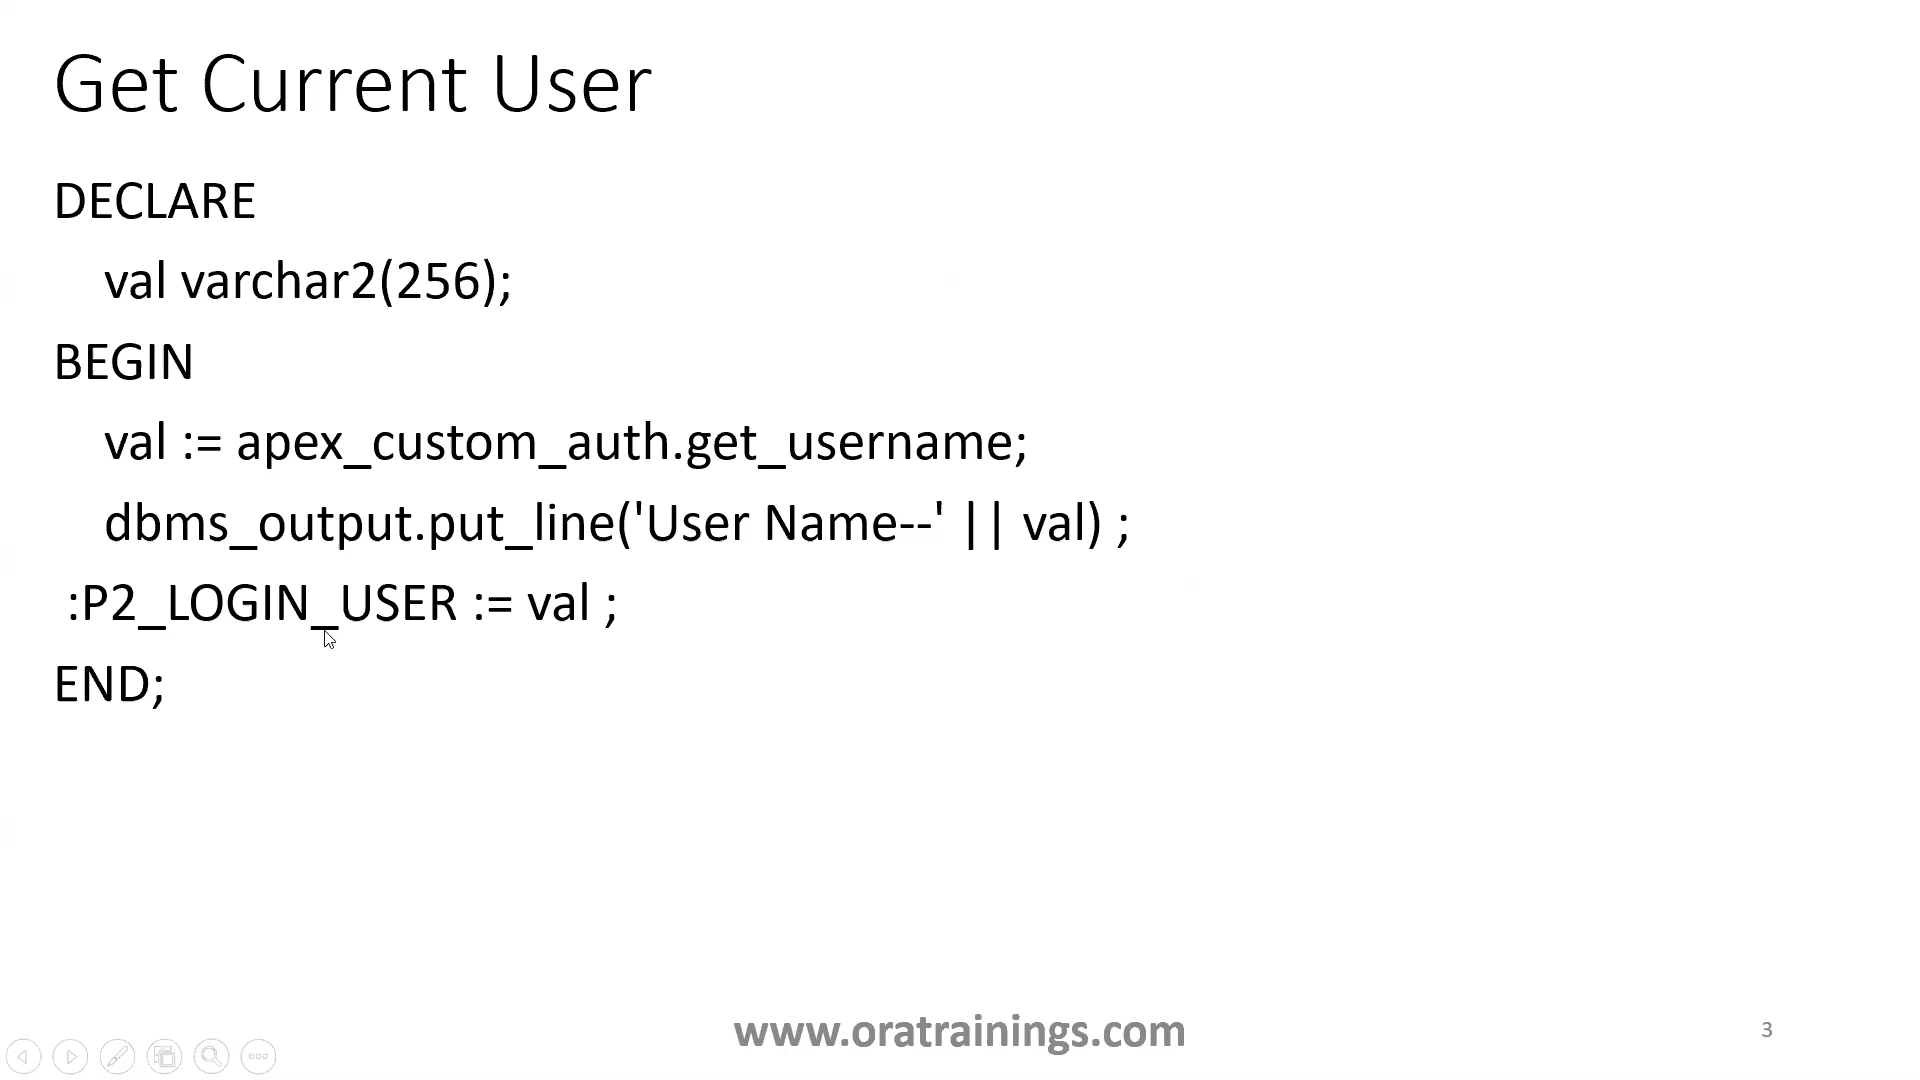 Get Current User
DECLARE
val varchar2(256);
BEGIN
val := apex_custom_auth.get_username;
dbms_output.put_line('User Name--' || val) ;
:P2_LOGIN_USER := val ;
END;
www.oratrainings.com
3